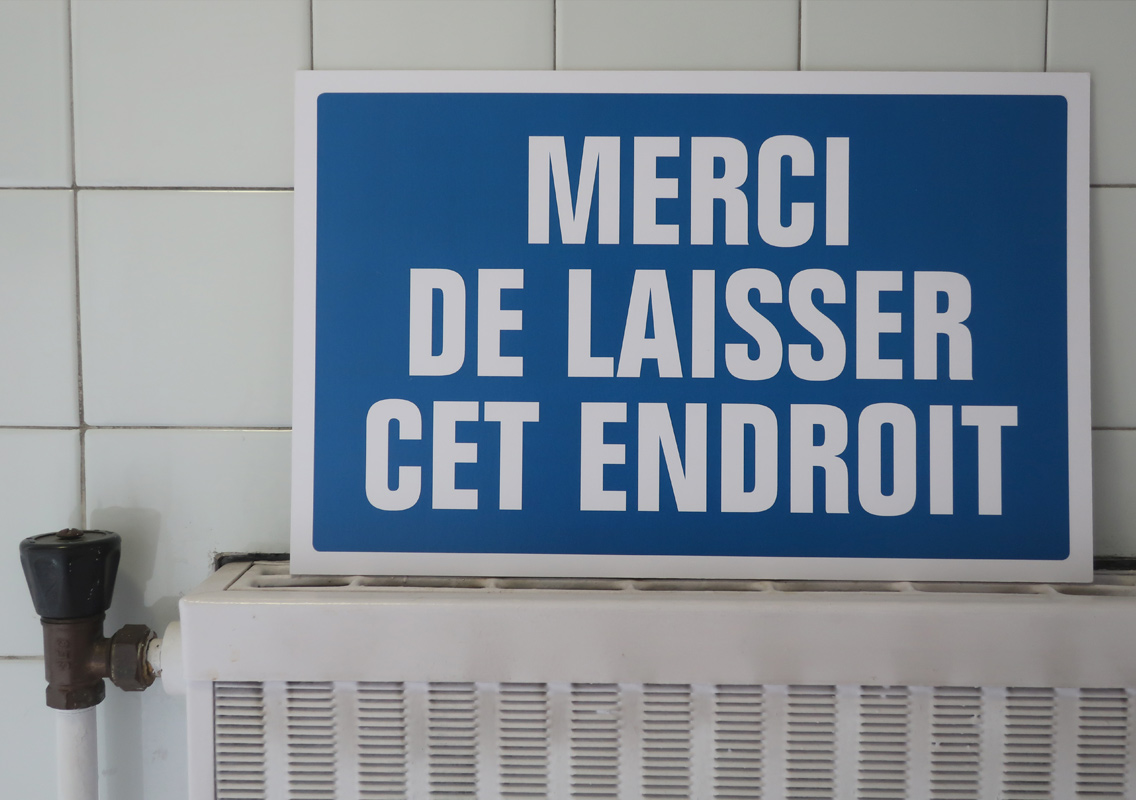 MERCI
DE LAISSER
CET ENDROIT